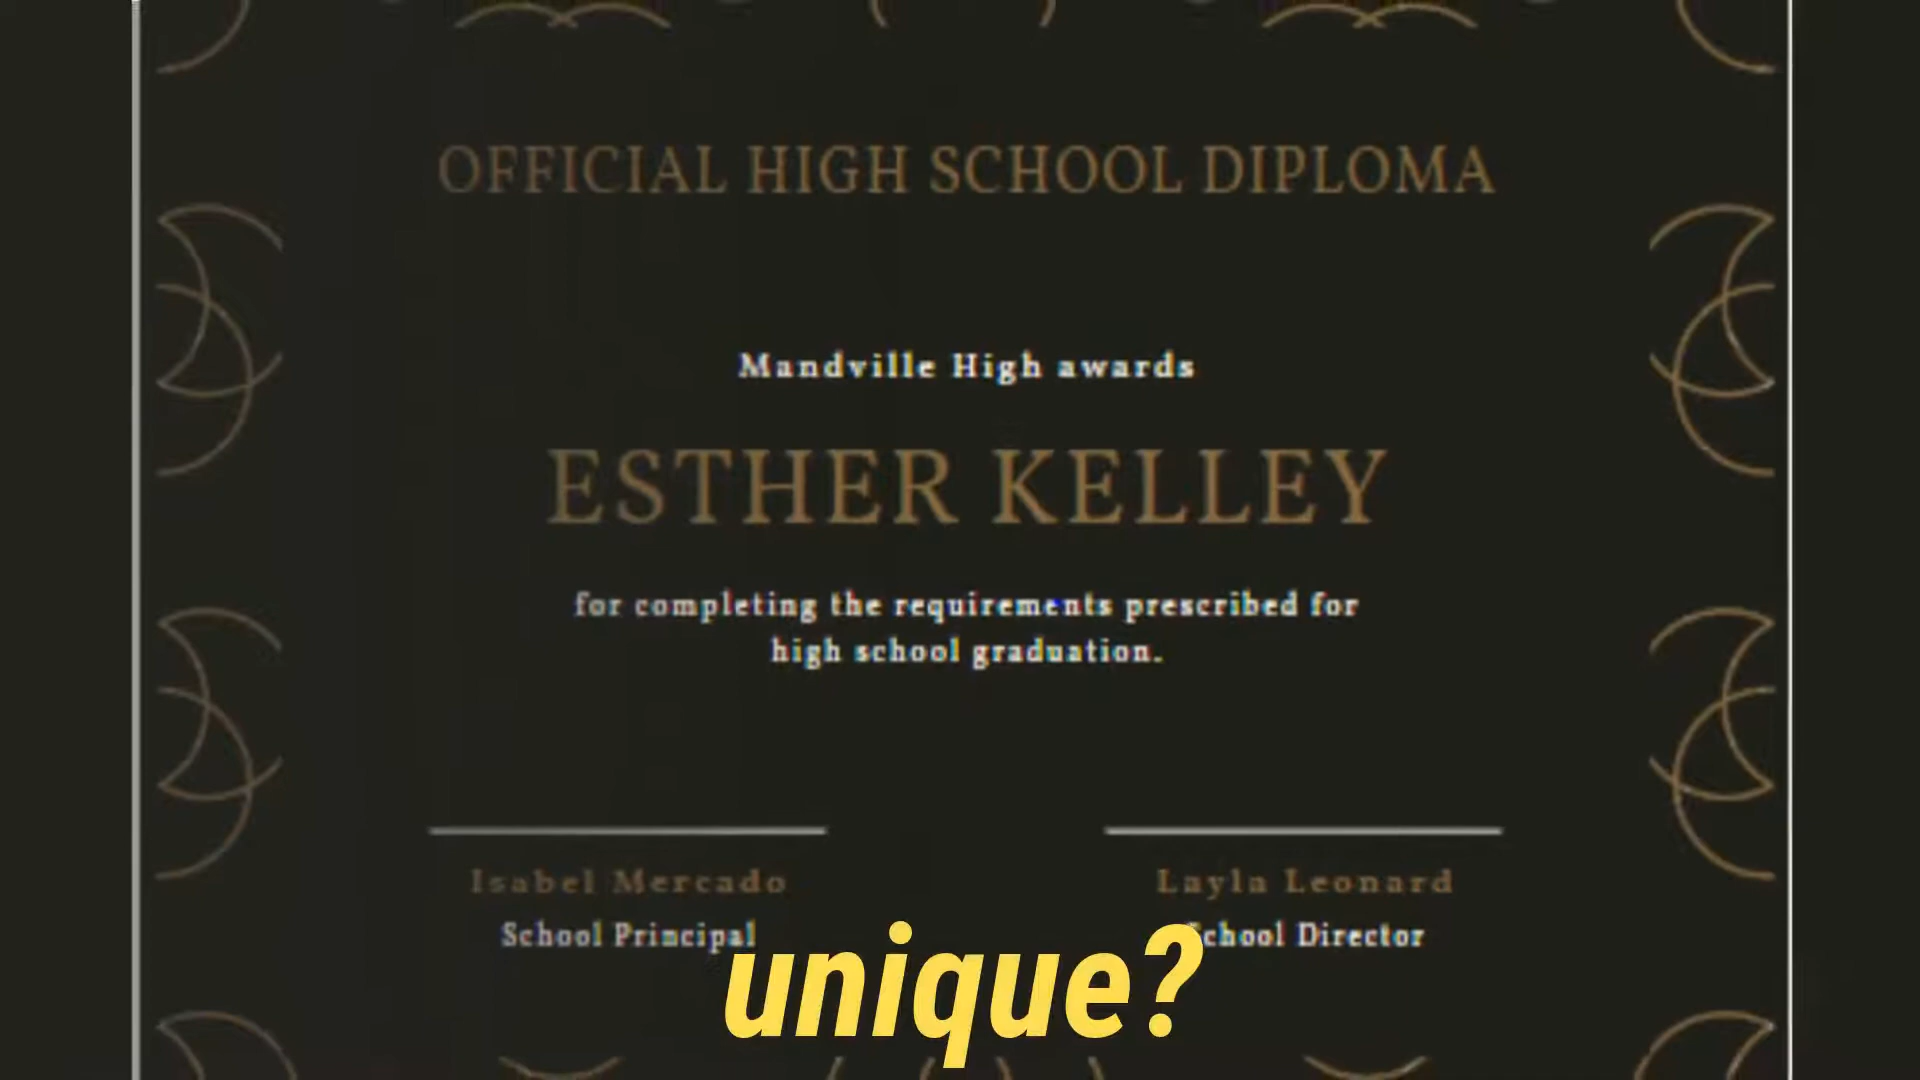 OFFICIAL HIGH SCHOOL DIPLOMA
Mandville High awards
ESTHER KELLEY
for completing the requirements prescribed for
high school graduation.
Isabel Mercado
Layla Leonard
School Principal
School Director
unique?